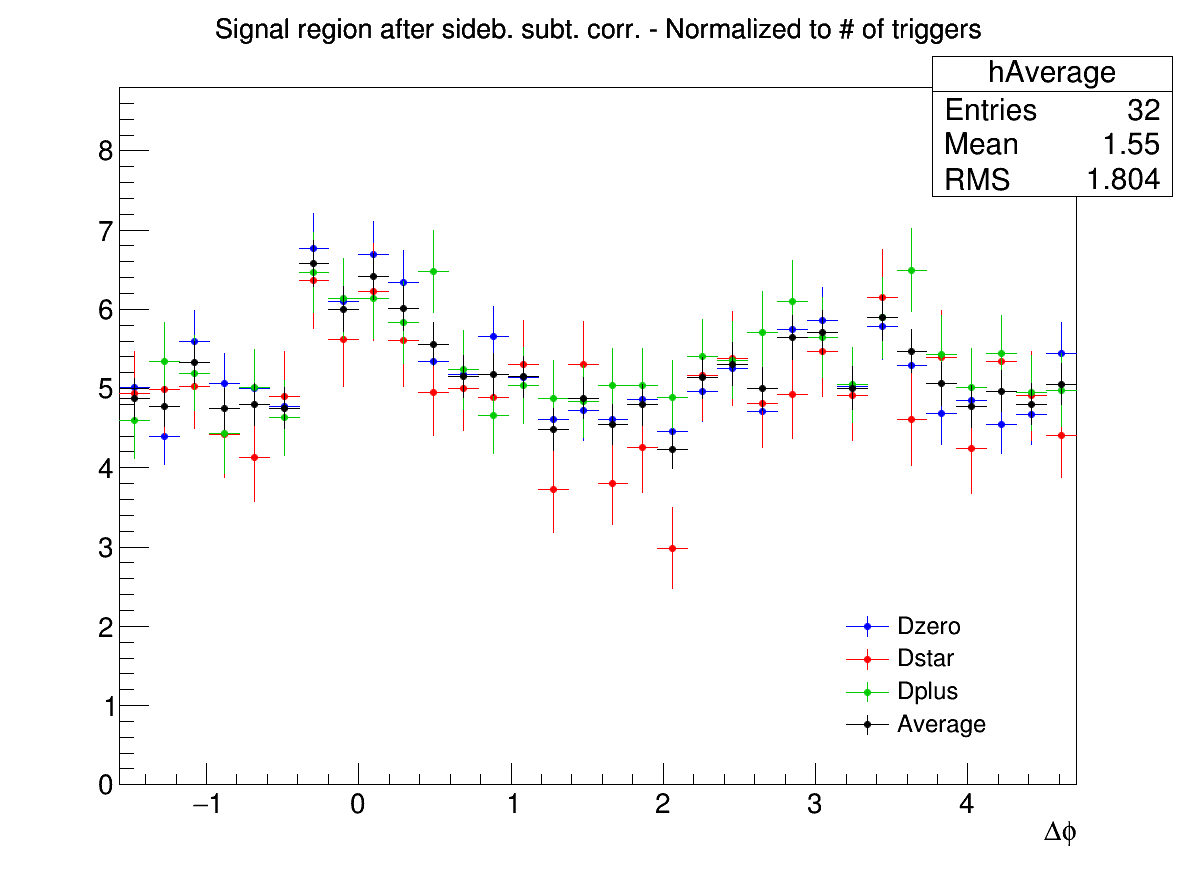 Signal region after sideb. subt. corr. - Normalized to # of triggers
hAverage
Entries 32
Mean 1.55
RMS 1.804
8
7
6
5
4
3
2
1
0
Dzero
Dstar
Dplus
Average
−1 0 1 2 3 4
Δϕ